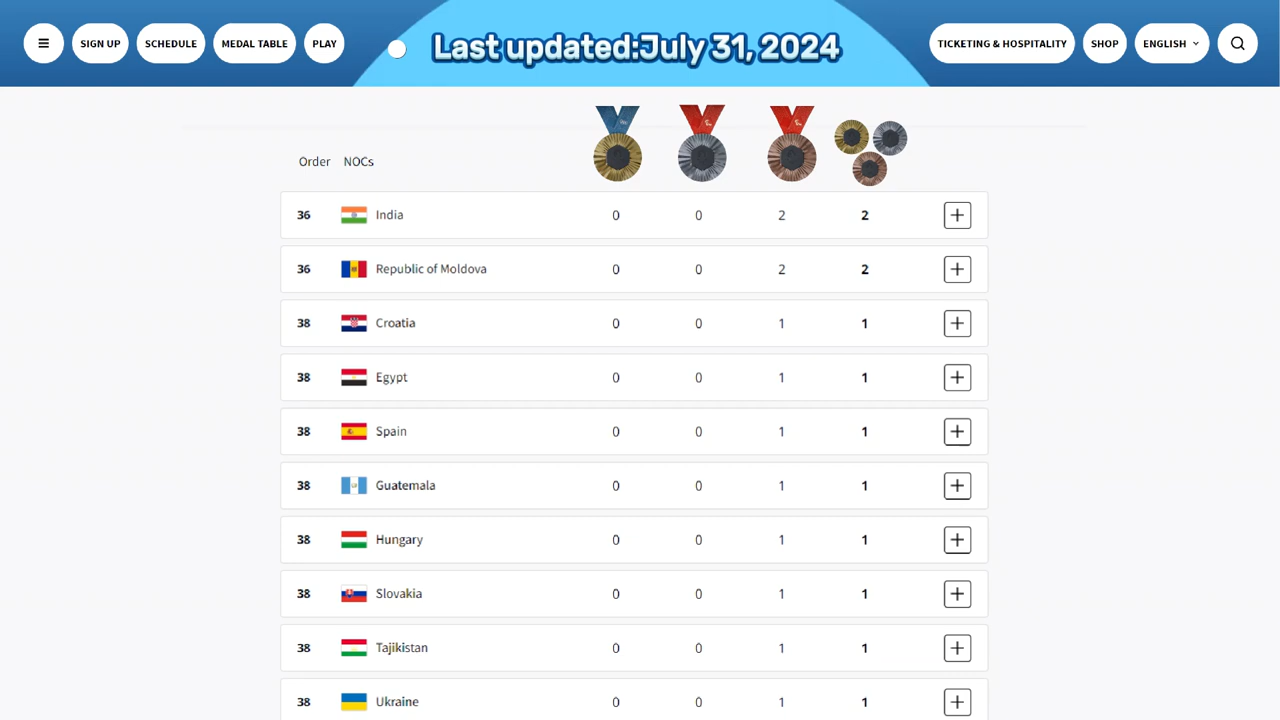 SIGN UP SCHEDULE MEDAL TABLE PLAY Last updated:July 31, 2024 TICKETING & HOSPITALITY SHOP ENGLISH
Order NOCs
36 India 0 0 2 2
36 Republic of Moldova 0 0 2 2
38 Croatia 0 0 1 1
38 Egypt 0 0 1 1
38 Spain 0 0 1 1
38 Guatemala 0 0 1 1
38 Hungary 0 0 1 1
38 Slovakia 0 0 1 1
38 Tajikistan 0 0 1 1
38 Ukraine 0 0 1 1